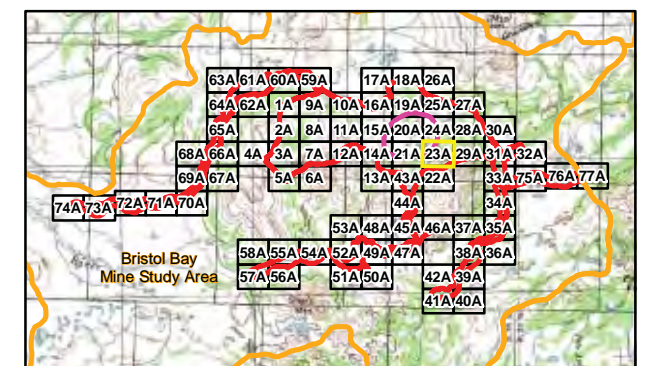 63A 61A 60A 59A 17A 18A 26A
64A 62A 1A 9A 10A 16A 19A 25A 27A
65A 2A 8A 11A 15A 20A 24A 28A 30A
68A 66A 4A 3A 7A 12A 14A 21A 23A 29A 31A 32A
69A 67A 5A 6A 13A 43A 22A 33A 75A 76A 77A
74A 73A 72A 71A 70A 44A 34A
53A 48A 45A 46A 37A 35A
58A 55A 54A 52A 49A 47A 38A 36A
57A 56A 51A 50A 42A 39A
41A 40A
Bristol Bay
Mine Study Area